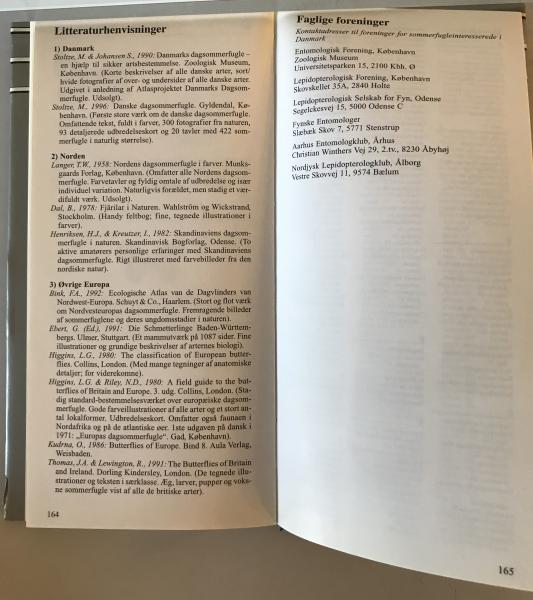 Litteraturhenvisninger
1) Danmark
Stoltze, M. & Johansen S., 1990: Danmarks dagsommerfugle –
en hjælp til sikker artsbestemmelse. Zoologisk Museum,
København. (Korte beskrivelser af alle danske arter, sort/
hvide fotografier af over- og undersider af alle danske arter.
Udgivet i anledning af Atlasprojektet Danmarks Dagsom-
merfugle. Udsolgt).
Stoltze, M., 1996: Danske dagsommerfugle. Gyldendal, Kø-
benhavn. (Første store værk om de danske dagsommerfugle.
Omfattende tekst, fuldt i farver, 300 fotografier fra naturen,
93 detaljerede udbredelseskort og 20 tavler med 422 som-
merfugle i naturlig størrelse).
2) Norden
Langer, T.W., 1958: Nordens dagsommerfugle i farver. Munks-
gaards Forlag, København. (Omfatter alle Nordens dagsom-
merfugle. Farvetavler og fyldig omtale af udbredelse og især
individuel variation. Naturligvis forældet, men stadig et vær-
difuldt værk. Udsolgt).
Dal, B., 1978: Fjärilar i Naturen. Wahlström og Wickstrand,
Stockholm. (Handy feltbog; fine, tegnede illustrationer i
farver).
Henriksen, H.J., & Kreutzer, I., 1982: Skandinaviens dagsom-
merfugle i naturen. Skandinavisk Bogforlag, Odense. (To
aktive amatørers personlige erfaringer med Skandinaviens
dagsommerfugle. Rigt illustreret med farvebilleder fra den
nordiske natur).
3) Øvrige Europa
Bink, F.A., 1992: Ecologische Atlas van de Dagvlinders van
Nordwest-Europa. Schuyt & Co., Haarlem. (Stort og flot værk
om Nordvesteuropas dagsommerfugle. Fremragende billeder
af sommerfuglene og deres ungdomsstadier i naturen).
Ebert, G. (Ed.), 1991: Die Schmetterlinge Baden-Württem-
bergs. Ulmer, Stuttgart. (Et mammutværk på 1087 sider. Fine
illustrationer og grundige beskrivelser af arternes biologi).
Higgins, L.G., 1980: The classification of European butter-
flies. Collins, London. (Med mange tegninger af anatomiske
detaljer; for viderekomne).
Higgins, L.G. & Riley, N.D., 1980: A field guide to the but-
terflies of Britain and Europe. 3. udg. Collins, London. (Sta-
dig standard-bestemmelsesværket over europæiske dagsom-
merfugle. Gode farveillustrationer af alle arter og et stort an-
tal lokalformer. Udbredelseskort. Omfatter også faunaen i
Nordafrika og på de atlantiske øer. 1ste udgaven på dansk i
1971: „Europas dagsommerfugle“. Gad, København).
Kudrna, O., 1986: Butterflies of Europe. Bind 8. Aula Verlag,
Weisbaden.
Thomas, J.A. & Lewington, R., 1991: The Butterflies of Britain
and Ireland. Dorling Kindersley, London. (De tegnede illu-
strationer og teksten i særklasse. Æg, larver, pupper og voks-
ne sommerfugle vist af alle de britiske arter).
164
Faglige foreninger
Kontaktadresser til foreninger for sommerfugleinteresserede i
Danmark
Entomologisk Forening, København
Zoologisk Museum
Universitetsparken 15, 2100 Kbh. Ø
Lepidopterologisk Forening, København
Skovskellet 35A, 2840 Holte
Lepidopterologisk Selskab for Fyn, Odense
Segelckesvej 15, 5000 Odense C
Fynske Entomologer
Slæbæk Skov 7, 5771 Stenstrup
Aarhus Entomologklub, Århus
Christian Winthers Vej 29, 2.tv., 8230 Åbyhøj
Nordjysk Lepidopterologklub, Ålborg
Vestre Skovvej 11, 9574 Bælum
165